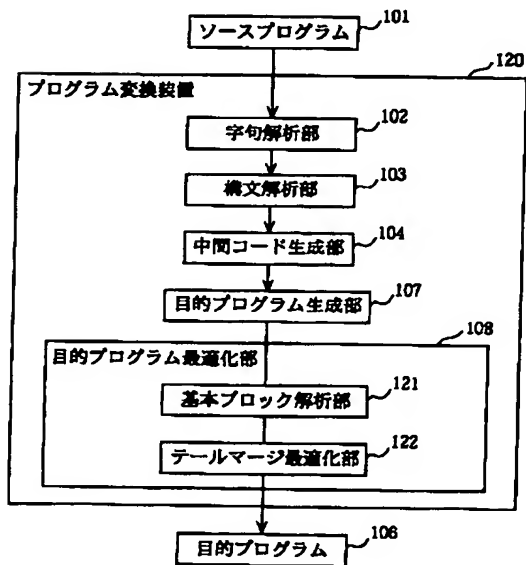 101
ソースプログラム
120
プログラム変換装置
102
字句解析部
103
構文解析部
104
中間コード生成部
107
目的プログラム生成部
108
目的プログラム最適化部
121
基本ブロック解析部
122
テールマージ最適化部
106
目的プログラム